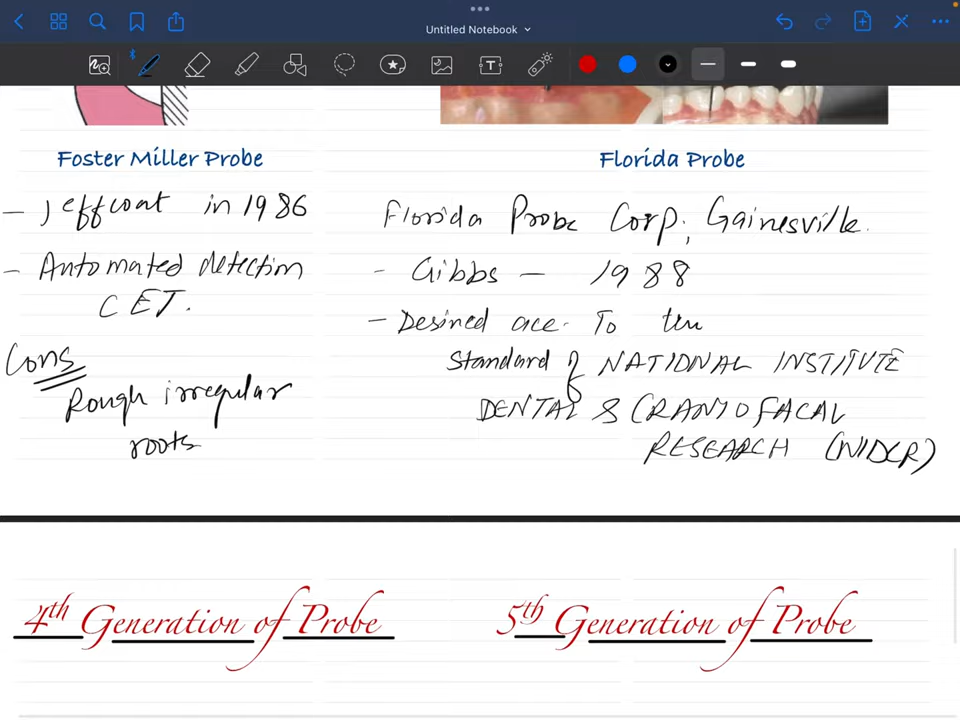 Untitled Notebook
Foster Miller Probe
- Jeffcoat in 1986
- Automated detection
CEJ.
Cons
Rough irregular
roots
Florida Probe
Florida Probe Corp; Gainesville.
- Gibbs - 1988
- Desined acc. To
Standard of NATIONAL INSTITUTE
DENTAL & CRANIOFACAL
RESEARCH (NIDCR)
4th Generation of Probe
5th Generation of Probe